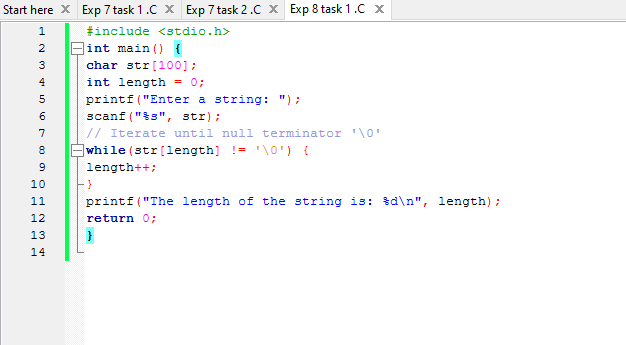 Start here X Exp 7 task 1 .C X Exp 7 task 2 .C X Exp 8 task 1 .C X
1 #include <stdio.h>
2 int main() {
3 char str[100];
4 int length = 0;
5 printf("Enter a string: ");
6 scanf("%s", str);
7 // Iterate until null terminator '\0'
8 while(str[length] != '\0') {
9 length++;
10 }
11 printf("The length of the string is: %d\n", length);
12 return 0;
13 }
14